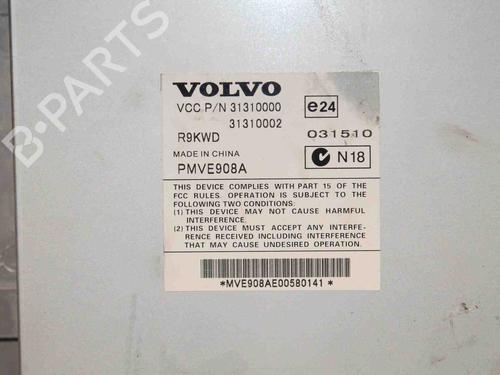 VOLVO
VCC P/N 31310000
31310002
e24
R9KWD
031510
MADE IN CHINA
N18
PMVE908A
THIS DEVICE COMPLIES WITH PART 15 OF THE
FCC RULES. OPERATION IS SUBJECT TO THE
FOLLOWING TWO CONDITIONS:
(1) THIS DEVICE MAY NOT CAUSE HARMFUL
INTERFERENCE.
(2) THIS DEVICE MUST ACCEPT ANY INTERFE-
RENCE RECEIVED INCLUDING INTERFERENCE
THAT MAY CAUSE UNDESIRED OPERATION.
*MVE908AE00580141*
B-PARTS